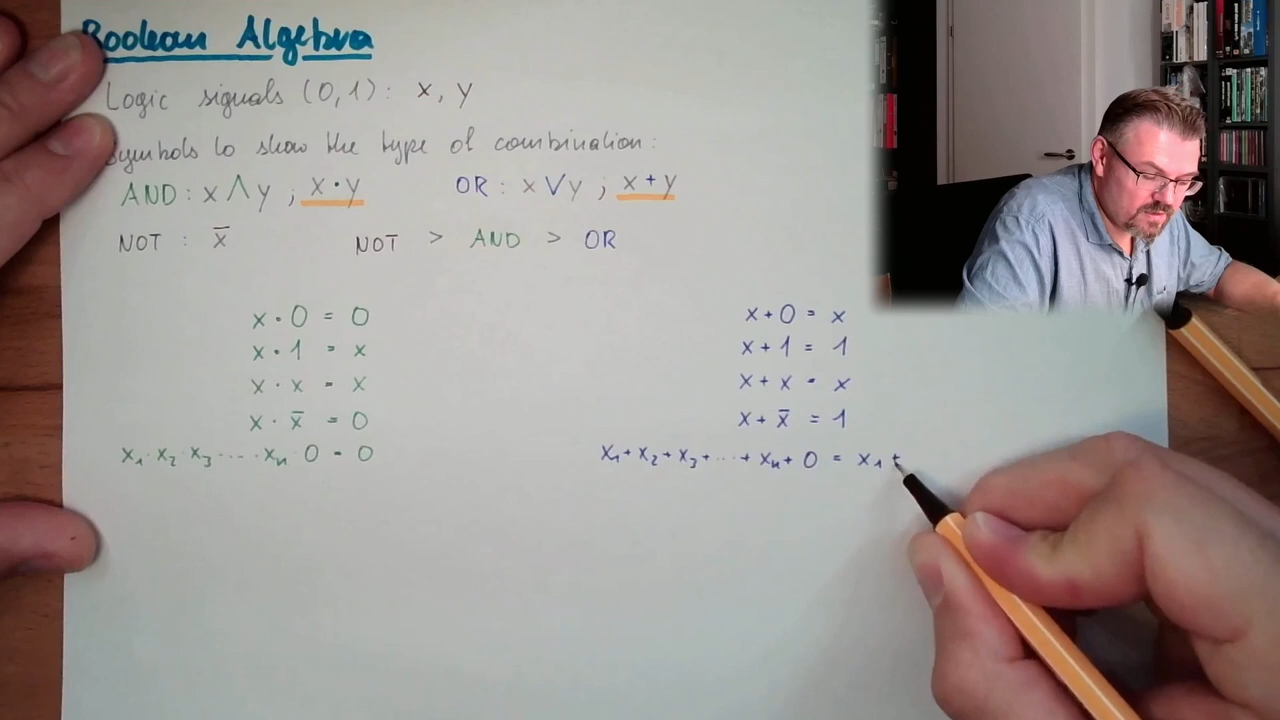 Boolean Algebra
Logic signals (0,1): x, y
Symbols to show the type of combination:
AND: x ∧ y ; x · y OR: x ∨ y ; x + y
NOT : x̅ NOT > AND > OR
x · 0 = 0
x · 1 = x
x · x = x
x · x̅ = 0
x₁ · x₂ · x₃ · ... · xₙ · 0 = 0
x + 0 = x
x + 1 = 1
x + x = x
x + x̅ = 1
x₁ + x₂ + x₃ + ... + xₙ + 0 = x₁ +